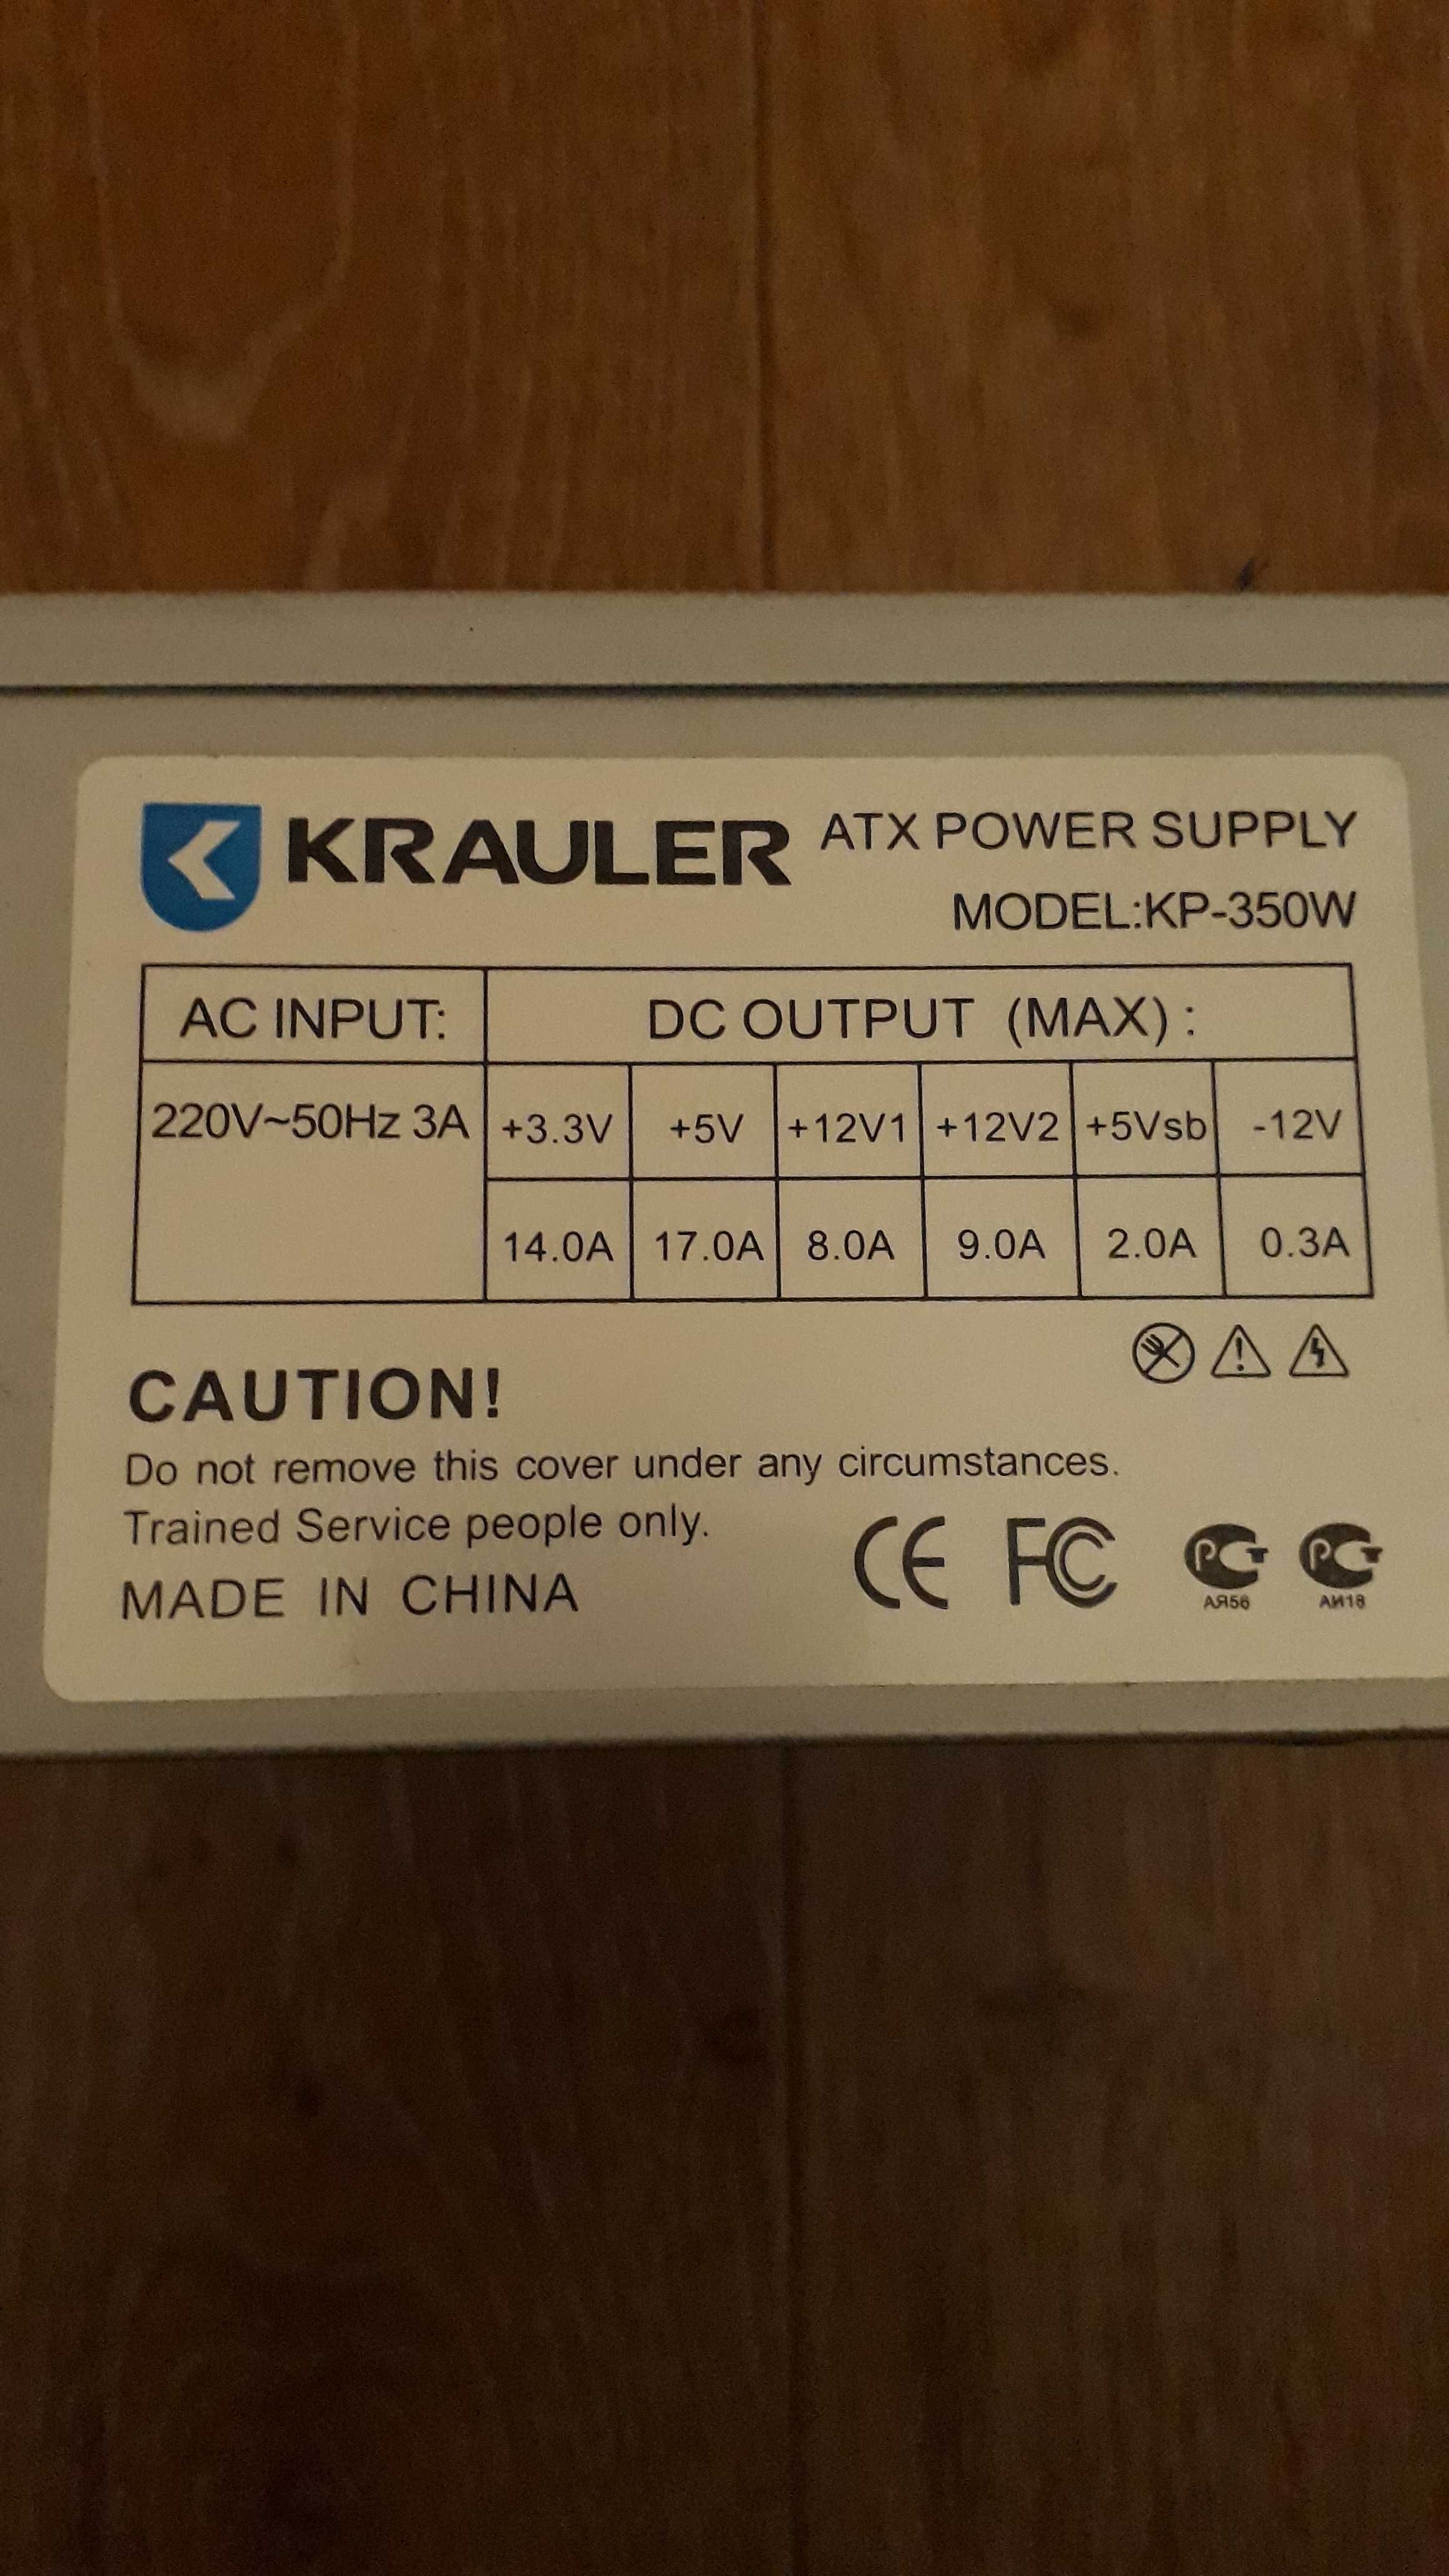 KRAULER ATX POWER SUPPLY
MODEL:KP-350W
AC INPUT: DC OUTPUT (MAX) :
220V~50Hz 3A +3.3V +5V +12V1 +12V2 +5Vsb -12V
14.0A 17.0A 8.0A 9.0A 2.0A 0.3A
CAUTION!
Do not remove this cover under any circumstances.
Trained Service people only.
MADE IN CHINA
CE FC РСТ РСТ
АЯ56 АИ18